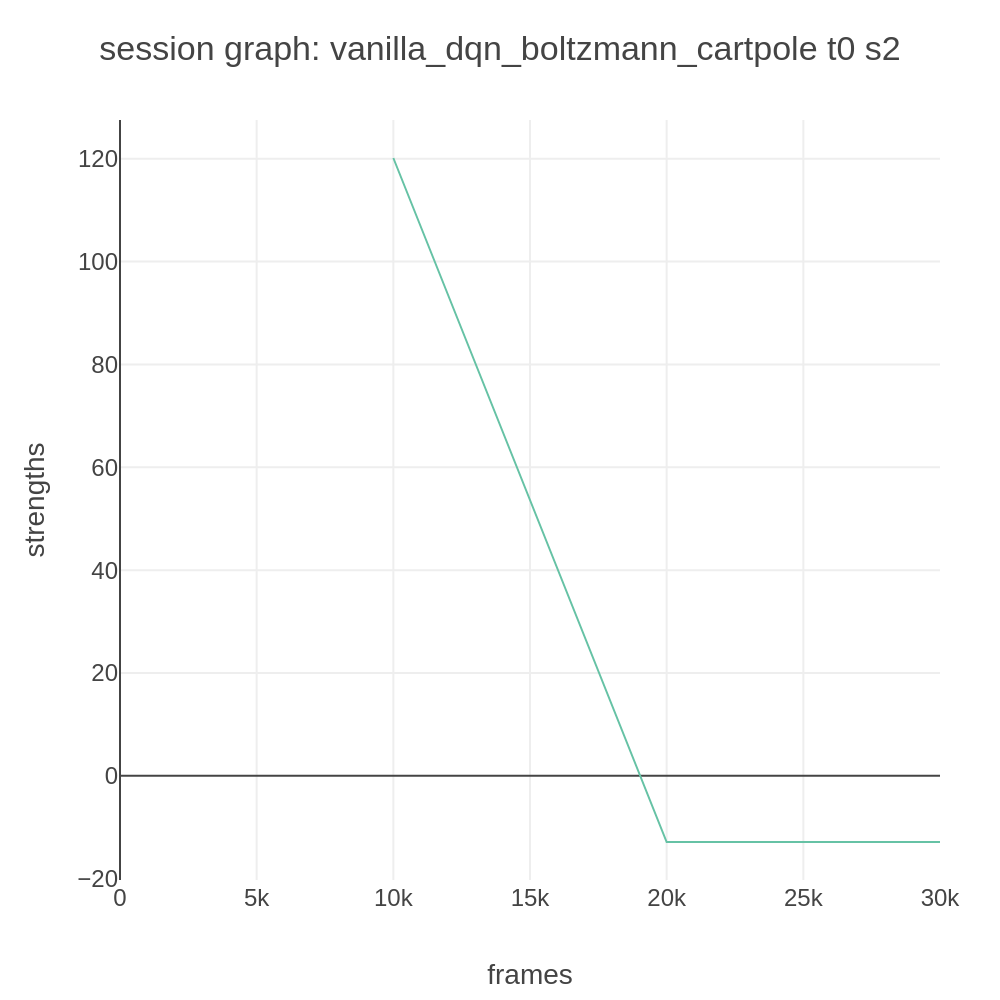 session graph: vanilla_dqn_boltzmann_cartpole t0 s2
120
100
80
60
40
20
0
−20
strengths
0 5k 10k 15k 20k 25k 30k
frames